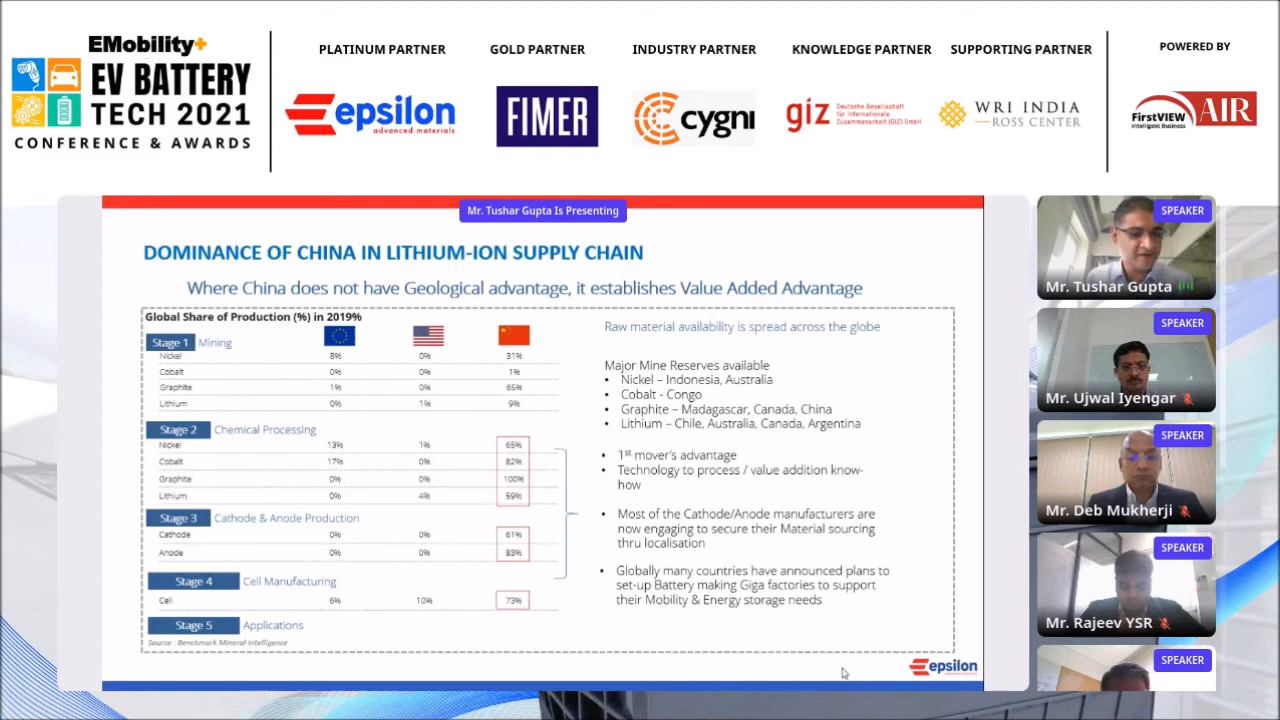 EMobility+
EV BATTERY
TECH 2021
CONFERENCE & AWARDS
PLATINUM PARTNER
GOLD PARTNER
INDUSTRY PARTNER
KNOWLEDGE PARTNER
SUPPORTING PARTNER
POWERED BY
epsilon
advanced materials
FIMER
cygni
giz
Deutsche Gesellschaft
für Internationale
Zusammenarbeit (GIZ) GmbH
WRI INDIA
ROSS CENTER
FirstVIEW
Intelligent Business
AIR
Mr. Tushar Gupta Is Presenting
DOMINANCE OF CHINA IN LITHIUM-ION SUPPLY CHAIN
Where China does not have Geological advantage, it establishes Value Added Advantage
Global Share of Production (%) in 2019%
Stage 1 Mining
Nickel 8% 0% 31%
Cobalt 0% 0% 1%
Graphite 1% 0% 65%
Lithium 0% 1% 9%
Stage 2 Chemical Processing
Nickel 13% 1% 65%
Cobalt 17% 0% 82%
Graphite 0% 0% 100%
Lithium 0% 4% 59%
Stage 3 Cathode & Anode Production
Cathode 0% 0% 61%
Anode 0% 0% 83%
Stage 4 Cell Manufacturing
Cell 6% 10% 73%
Stage 5 Applications
Source : Benchmark Mineral Intelligence
Raw material availability is spread across the globe
Major Mine Reserves available
• Nickel – Indonesia, Australia
• Cobalt - Congo
• Graphite – Madagascar, Canada, China
• Lithium – Chile, Australia, Canada, Argentina
• 1st mover's advantage
• Technology to process / value addition know-
how
• Most of the Cathode/Anode manufacturers are
now engaging to secure their Material sourcing
thru localisation
• Globally many countries have announced plans to
set-up Battery making Giga factories to support
their Mobility & Energy storage needs
epsilon
SPEAKER
Mr. Tushar Gupta
SPEAKER
Mr. Ujwal Iyengar
SPEAKER
Mr. Deb Mukherji
SPEAKER
Mr. Rajeev YSR
SPEAKER